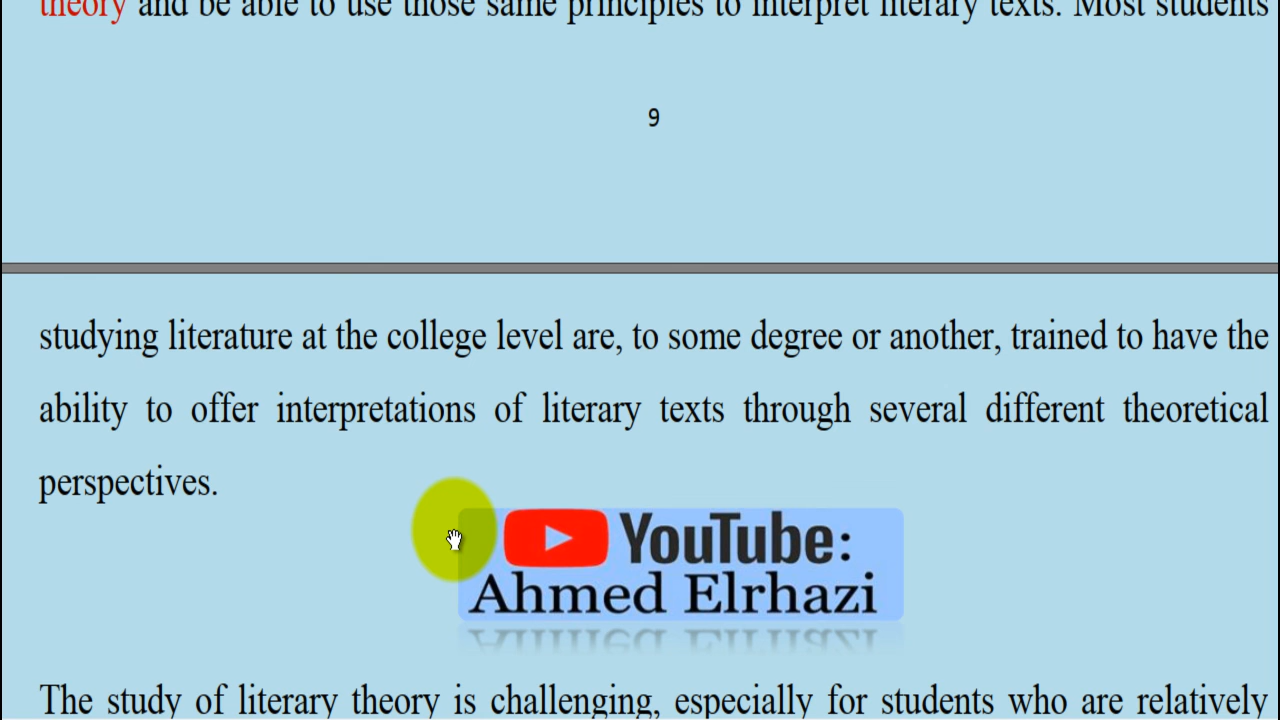 theory and be able to use those same principles to interpret literary texts. Most students
9
studying literature at the college level are, to some degree or another, trained to have the
ability to offer interpretations of literary texts through several different theoretical
perspectives.
YouTube:
Ahmed Elrhazi
The study of literary theory is challenging, especially for students who are relatively